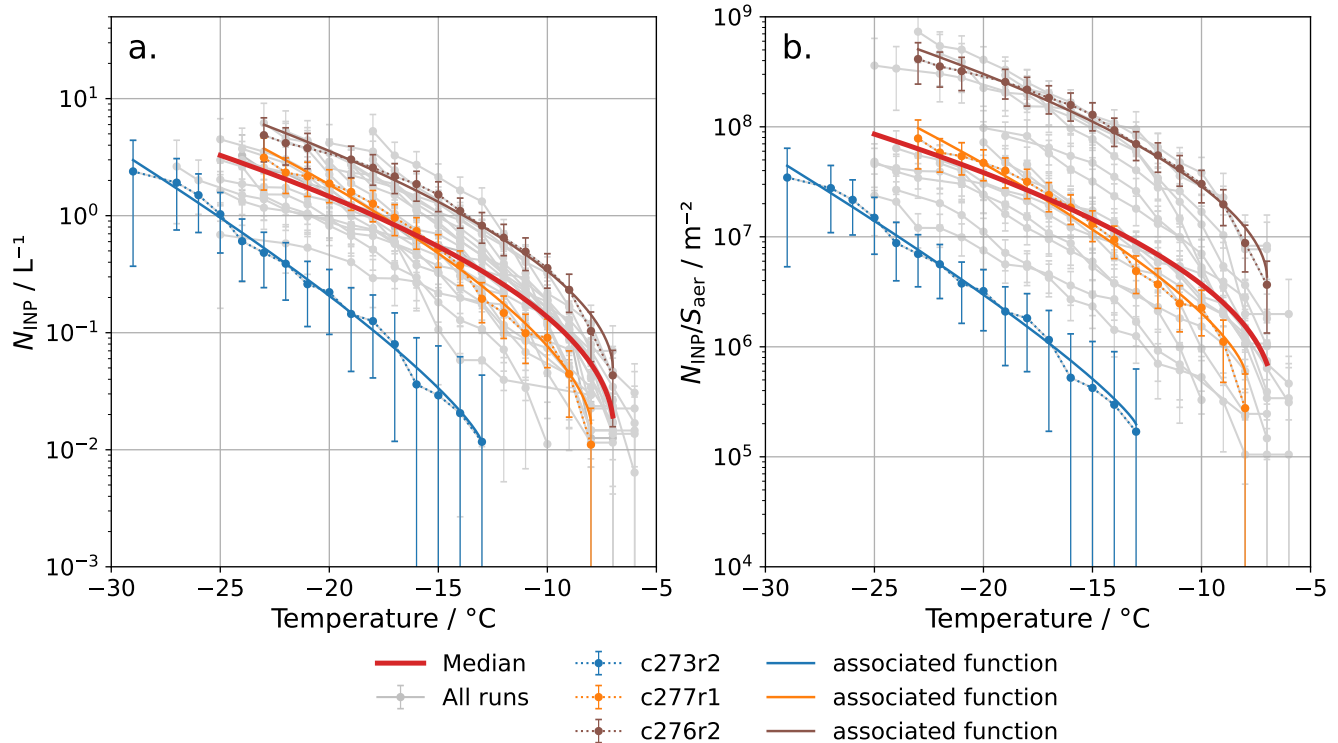 a.
10¹
10⁰
10⁻¹
10⁻²
10⁻³
N_INP / L⁻¹
−30
−25
−20
−15
−10
−5
Temperature / °C
b.
10⁹
10⁸
10⁷
10⁶
10⁵
10⁴
N_INP/S_aer / m⁻²
−30
−25
−20
−15
−10
−5
Temperature / °C
Median
All runs
c273r2
c277r1
c276r2
associated function
associated function
associated function